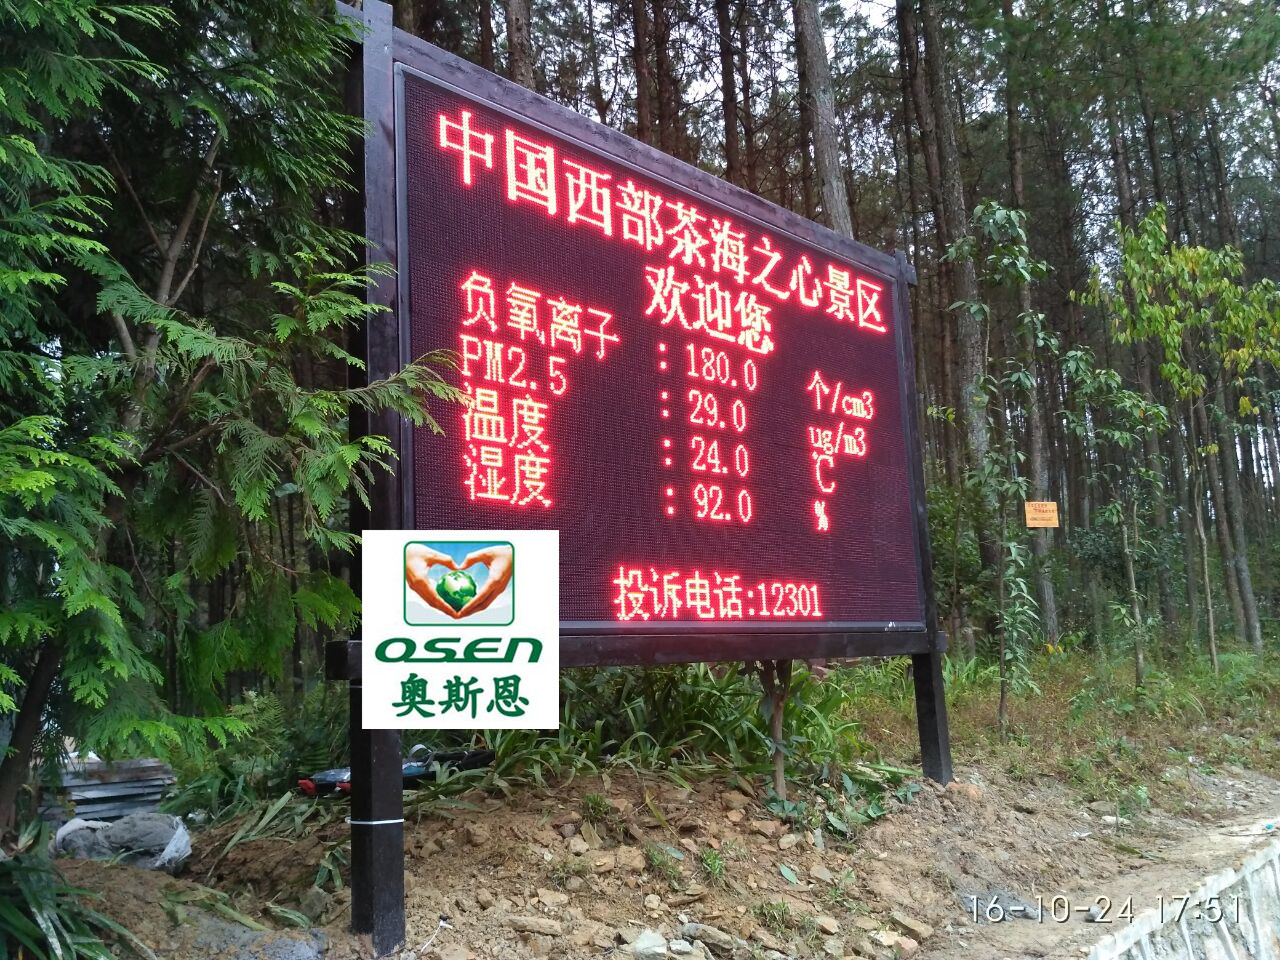 中国西部茶海之心景区
欢迎您
负氧离子 : 180.0 个/cm3
PM2.5 : 29.0 ug/m3
温度 : 24.0 ℃
湿度 : 92.0 %
投诉电话:12301
OSEN
奥斯恩
16-10-24 17:51